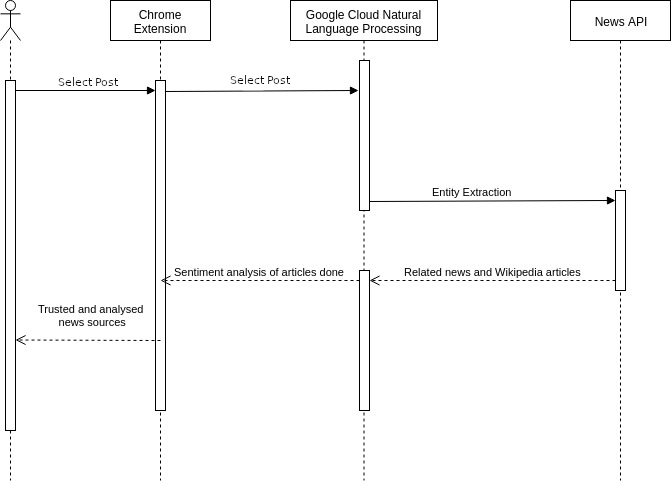 Chrome
Extension
Google Cloud Natural
Language Processing
News API
Select Post
Select Post
Entity Extraction
Sentiment analysis of articles done
Related news and Wikipedia articles
Trusted and analysed
news sources